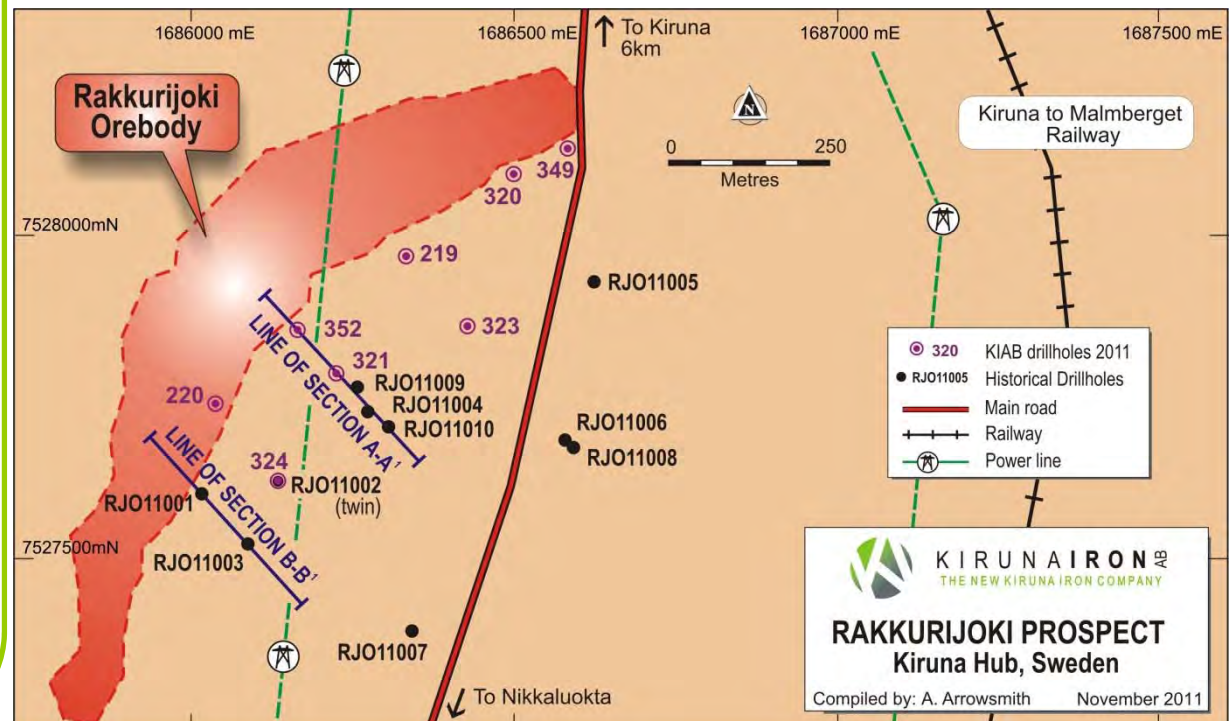 1686000 mE
1686500 mE
1687000 mE
1687500 mE
To Kiruna
6km
Rakkurijoki
Orebody
N
0
250
Metres
Kiruna to Malmberget
Railway
349
320
7528000mN
219
RJO11005
352
323
321
LINE OF SECTION A-A¹
RJO11009
RJO11004
RJO11010
220
RJO11006
RJO11008
324
RJO11002
(twin)
RJO11001
LINE OF SECTION B-B¹
RJO11003
7527500mN
RJO11007
To Nikkaluokta
320 KIAB drillholes 2011
RJO11005 Historical Drillholes
Main road
Railway
Power line
KIRUNAIRON AB
THE NEW KIRUNA IRON COMPANY
RAKKURIJOKI PROSPECT
Kiruna Hub, Sweden
Compiled by: A. Arrowsmith November 2011